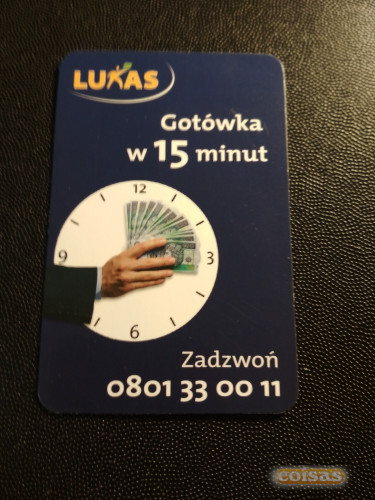 LUKAS
Gotówka
w 15 minut
12
3
6
9
Zadzwoń
0801 33 00 11
coisas